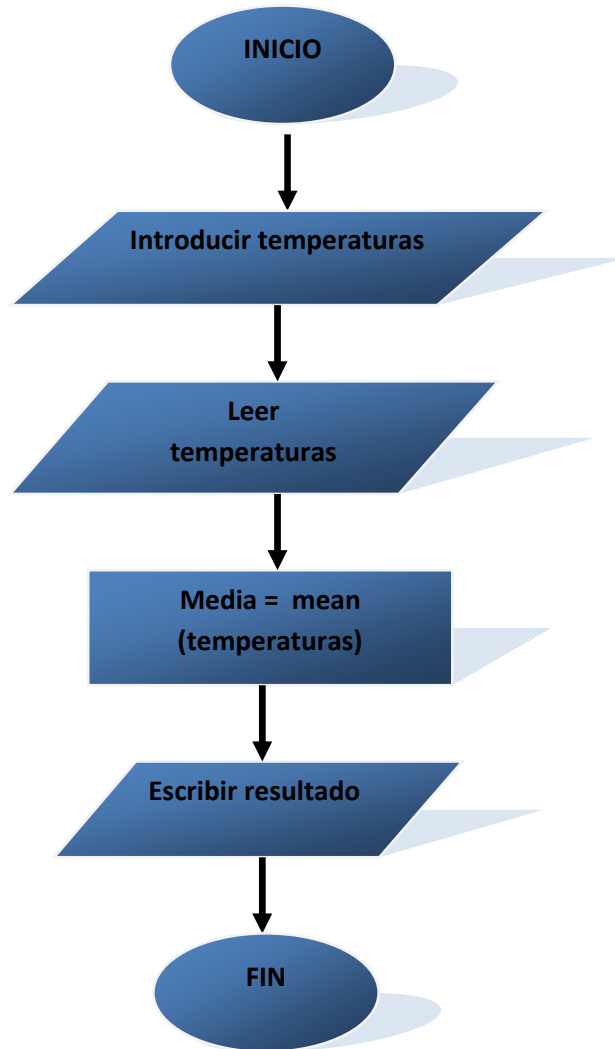 INICIO
Introducir temperaturas
Leer
temperaturas
Media = mean
(temperaturas)
Escribir resultado
FIN